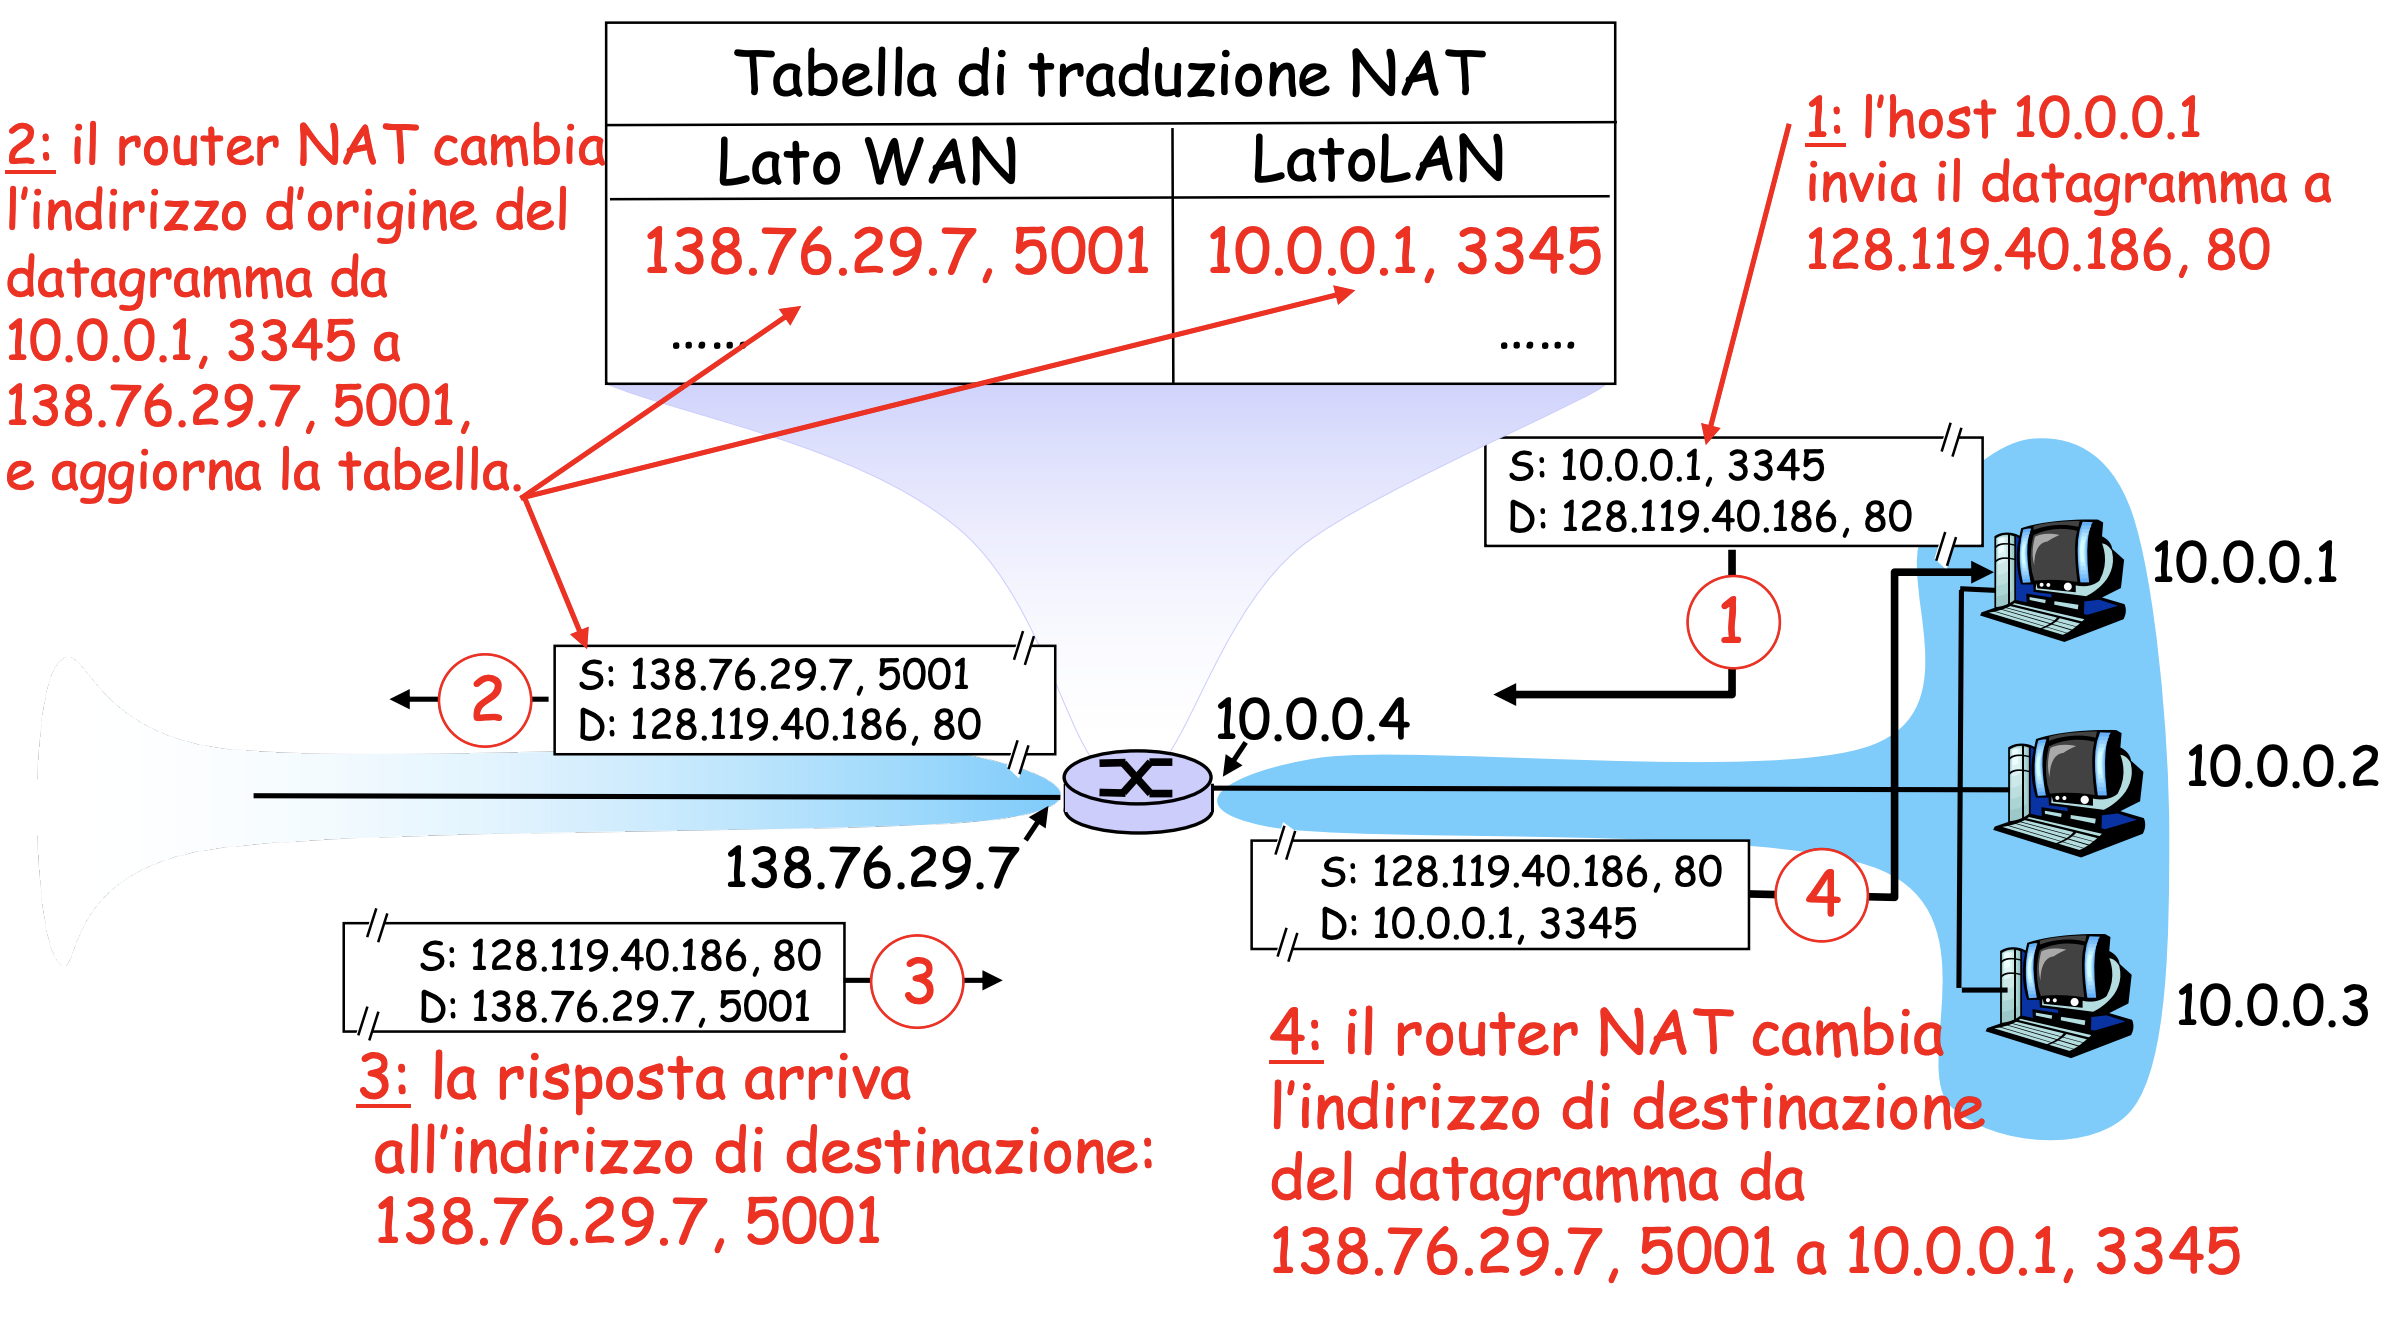 Tabella di traduzione NAT
Lato WAN LatoLAN
138.76.29.7, 5001 10.0.0.1, 3345
...... ......
2: il router NAT cambia
l'indirizzo d'origine del
datagramma da
10.0.0.1, 3345 a
138.76.29.7, 5001,
e aggiorna la tabella.
1: l'host 10.0.0.1
invia il datagramma a
128.119.40.186, 80
S: 10.0.0.1, 3345
D: 128.119.40.186, 80
1
10.0.0.1
S: 138.76.29.7, 5001
D: 128.119.40.186, 80
2
10.0.0.4
10.0.0.2
138.76.29.7
S: 128.119.40.186, 80
D: 10.0.0.1, 3345
4
S: 128.119.40.186, 80
D: 138.76.29.7, 5001
3
10.0.0.3
3: la risposta arriva
all'indirizzo di destinazione:
138.76.29.7, 5001
4: il router NAT cambia
l'indirizzo di destinazione
del datagramma da
138.76.29.7, 5001 a 10.0.0.1, 3345